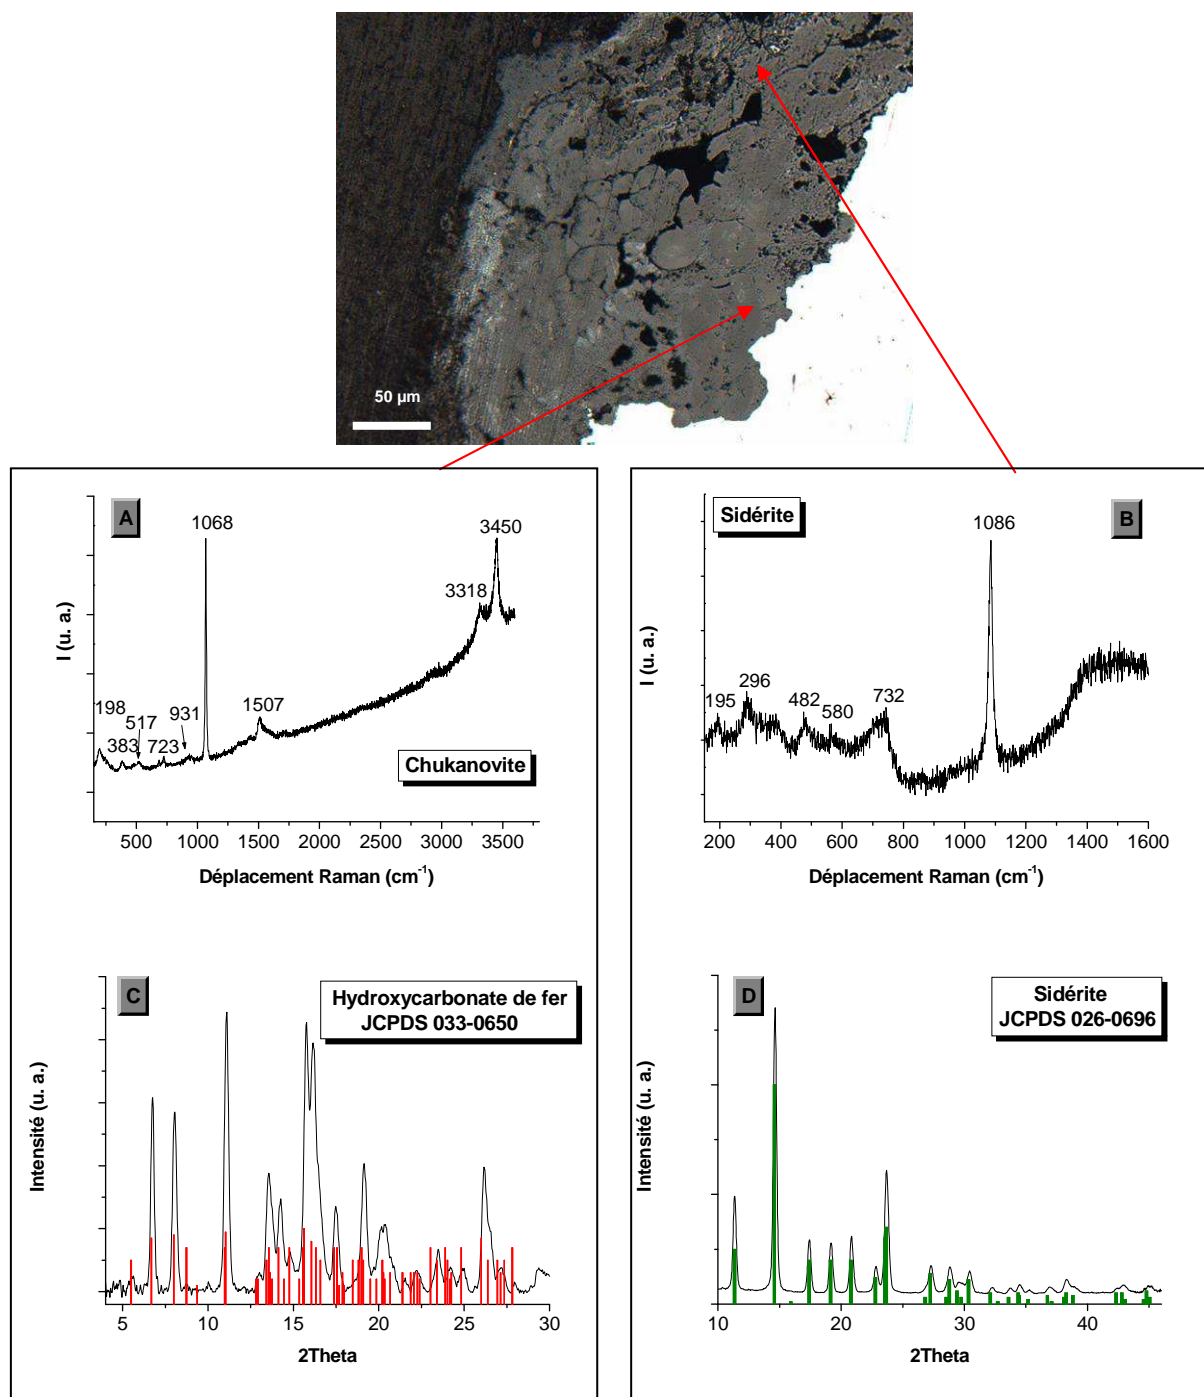 50 µm
A
1068
3450
3318
198
517
931
383
723
1507
Chukanovite
I (u. a.)
500 1000 1500 2000 2500 3000 3500
Déplacement Raman (cm-1)
Sidérite
B
1086
195
296
482
580
732
I (u. a.)
200 400 600 800 1000 1200 1400 1600
Déplacement Raman (cm-1)
C
Hydroxycarbonate de fer
JCPDS 033-0650
Intensité (u. a.)
5 10 15 20 25 30
2Theta
D
Sidérite
JCPDS 026-0696
Intensité (u. a.)
10 20 30 40
2Theta